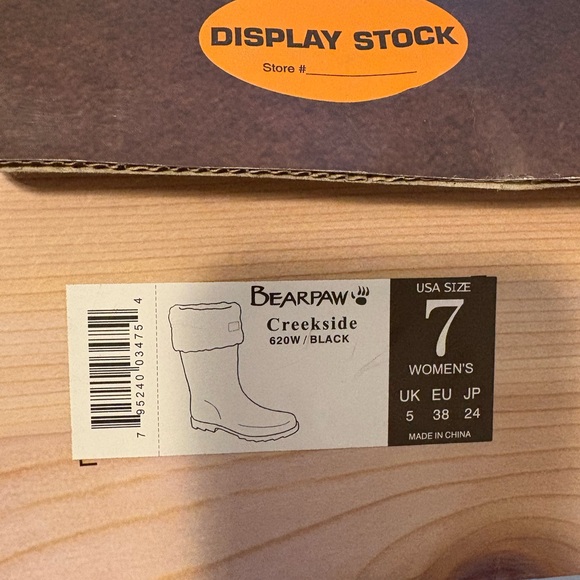 DISPLAY STOCK
Store #__________
BEARPAW
Creekside
620W/BLACK
USA SIZE
7
WOMEN'S
UK EU JP
5 38 24
MADE IN CHINA
7 95240 03475 4